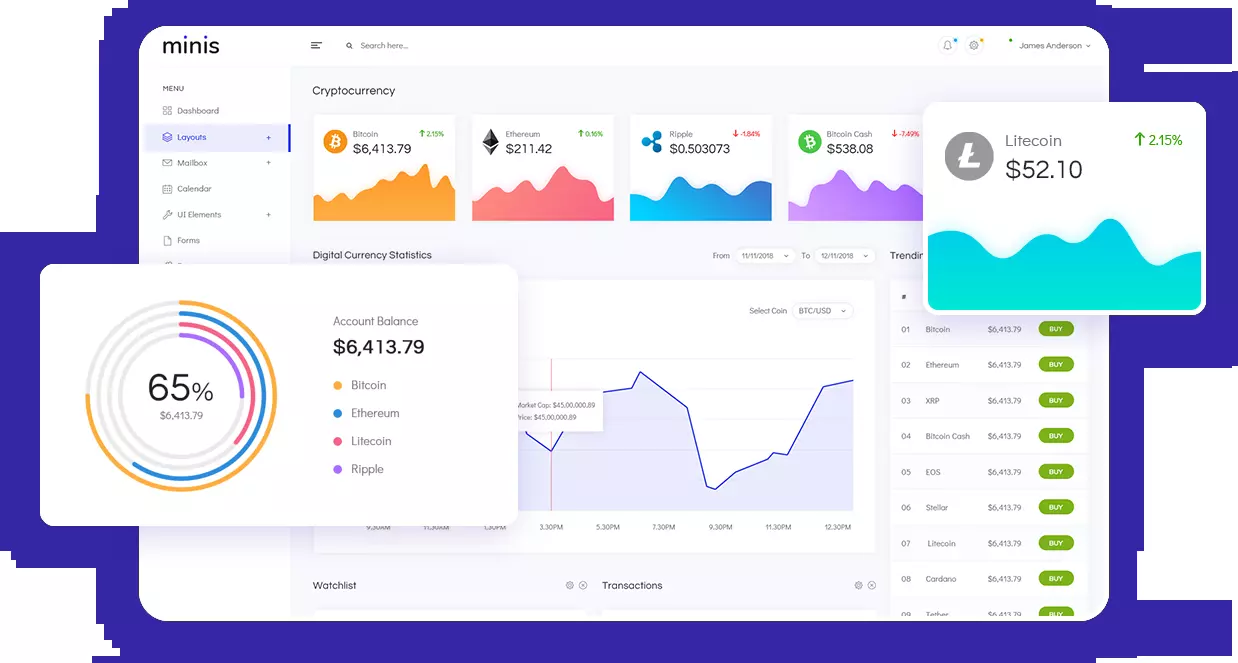 minis
Search here...
James Anderson
MENU
Dashboard
Layouts +
Mailbox +
Calendar
UI Elements +
Forms
Cryptocurrency
Bitcoin 2.15%
$6,413.79
Ethereum 0.16%
$211.42
Ripple -1.84%
$0.503073
Bitcoin Cash -7.49%
$538.08
Litecoin 2.15%
$52.10
Digital Currency Statistics
From 11/11/2018 To 12/11/2018
Select Coin BTC/USD
Market Cap: $45,00,000,89
Price: $45,00,000,89
9.30AM 11.30AM 1.30PM 3.30PM 5.30PM 7.30PM 9.30PM 11.30PM 12.30PM
65%
$6,413.79
Account Balance
$6,413.79
Bitcoin
Ethereum
Litecoin
Ripple
#
01 Bitcoin $6,413.79 BUY
02 Ethereum $6,413.79 BUY
03 XRP $6,413.79 BUY
04 Bitcoin Cash $6,413.79 BUY
05 EOS $6,413.79 BUY
06 Stellar $6,413.79 BUY
07 Litecoin $6,413.79 BUY
08 Cardano $6,413.79 BUY
09 Tether $6,413.79 BUY
Watchlist
Transactions